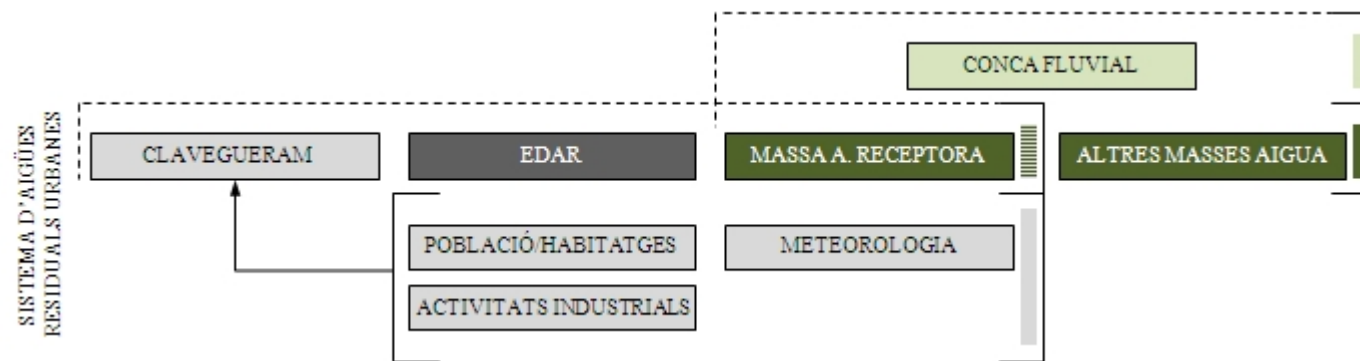 CONCA FLUVIAL
SISTEMA D'AIGÜES
RESIDUALS URBANES
CLAVEGUERAM
EDAR
MASSA A. RECEPTORA
ALTRES MASSES AIGUA
POBLACIÓ/HABITATGES
METEOROLOGIA
ACTIVITATS INDUSTRIALS